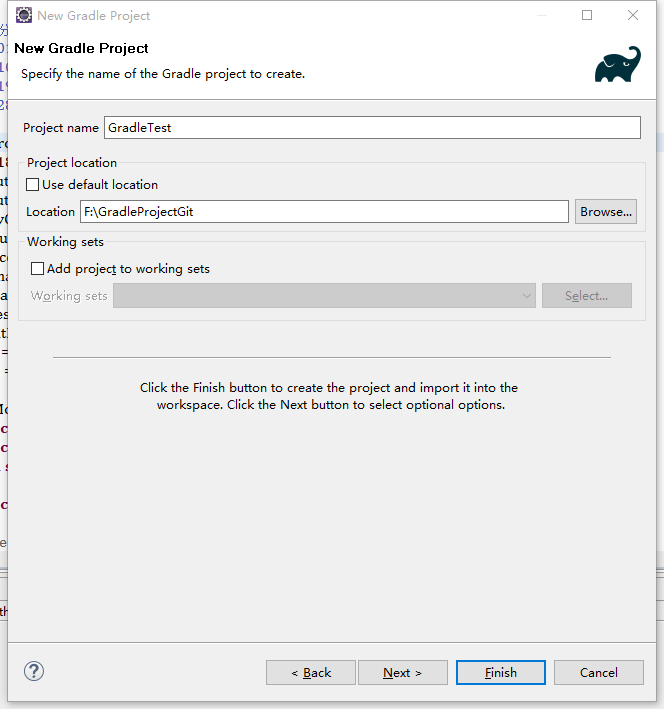 New Gradle Project
New Gradle Project
Specify the name of the Gradle project to create.
Project name GradleTest
Project location
Use default location
Location F:\GradleProjectGit Browse...
Working sets
Add project to working sets
Working sets Select...
Click the Finish button to create the project and import it into the
workspace. Click the Next button to select optional options.
< Back Next > Finish Cancel